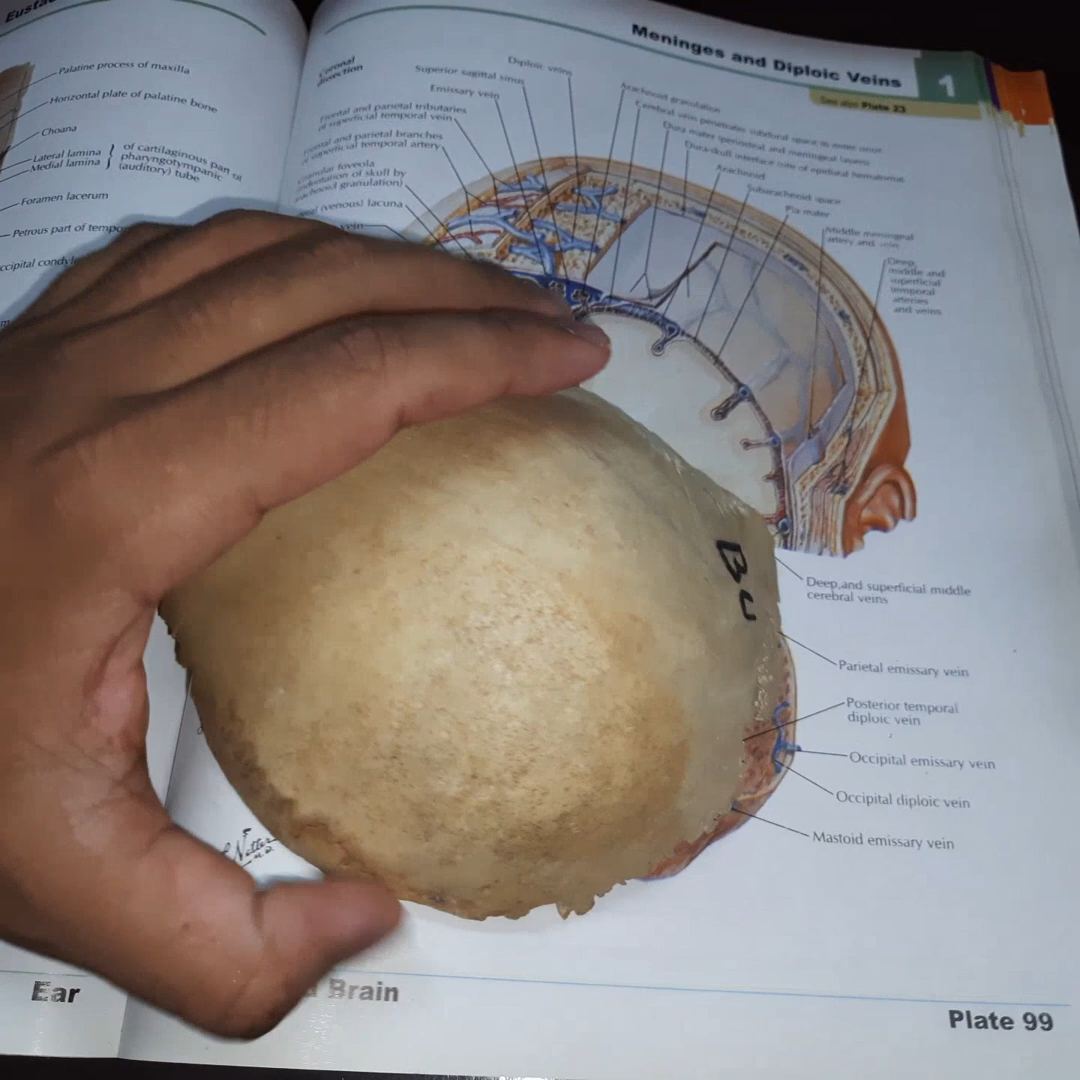 Palatine process of maxilla
Horizontal plate of palatine bone
Choana
Lateral lamina
Medial lamina
of cartilaginous part of
pharyngotympanic
(auditory) tube
Foramen lacerum
Petrous part of
Meninges and Diploic Veins
1
See also Plate 23
Coronal
dissection
Diploic veins
Superior sagittal sinus
Emissary vein
Frontal and parietal tributaries
of superficial temporal vein
Frontal and parietal branches
of superficial temporal artery
foveola
of skull by
granulation)
(venous) lacuna
vein
Arachnoid granulation
Cerebral vein penetrates subdural space to enter sinus
Dura mater (periosteal and meningeal layers)
Dura-skull interface (site of epidural hematoma)
Arachnoid
Subarachnoid space
Pia mater
Middle meningeal
artery and vein
Deep,
middle and
superficial
temporal
arteries
and veins
Deep and superficial middle
cerebral veins
Parietal emissary vein
Posterior temporal
diploic vein
Occipital emissary vein
Occipital diploic vein
Mastoid emissary vein
BU
Netter
M.D.
Ear
Brain
Plate 99